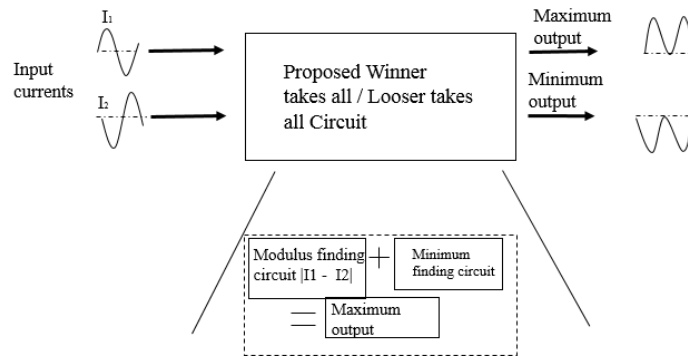 I₁
Input
currents
I₂
Proposed Winner
takes all / Looser takes
all Circuit
Maximum
output
Minimum
output
Modulus finding
circuit |I1 - I2|
+
Minimum
finding circuit
=
Maximum
output